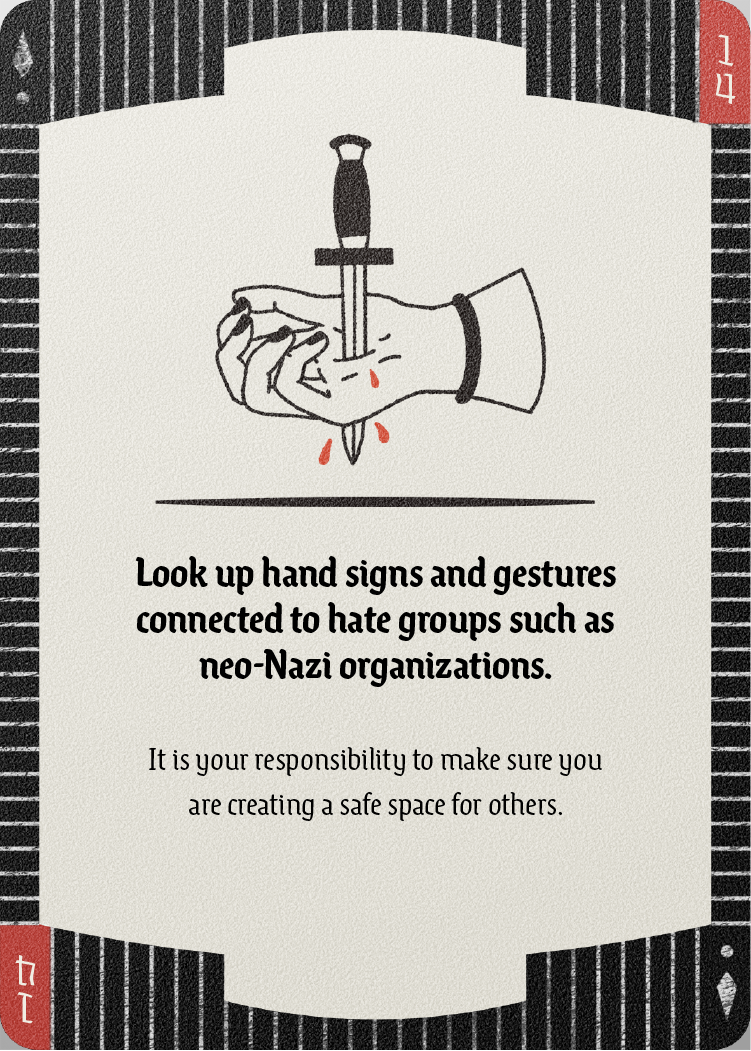 14
Look up hand signs and gestures
connected to hate groups such as
neo-Nazi organizations.
It is your responsibility to make sure you
are creating a safe space for others.
14